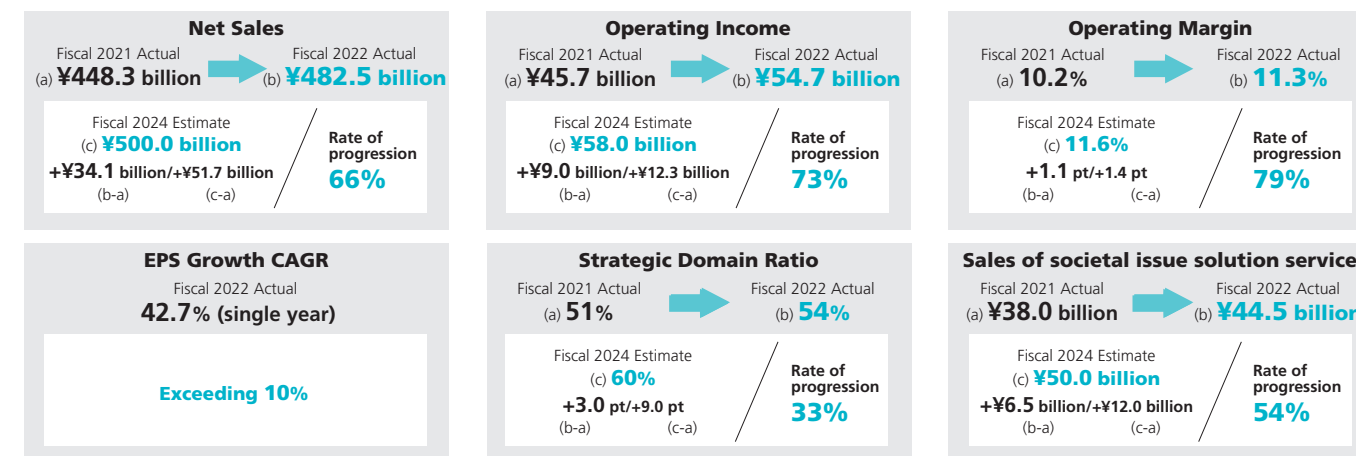 Net Sales
Fiscal 2021 Actual
(a) ¥448.3 billion
Fiscal 2022 Actual
(b) ¥482.5 billion
Fiscal 2024 Estimate
(c) ¥500.0 billion
+¥34.1 billion/+¥51.7 billion
(b-a) (c-a)
Rate of
progression
66%
Operating Income
Fiscal 2021 Actual
(a) ¥45.7 billion
Fiscal 2022 Actual
(b) ¥54.7 billion
Fiscal 2024 Estimate
(c) ¥58.0 billion
+¥9.0 billion/+¥12.3 billion
(b-a) (c-a)
Rate of
progression
73%
Operating Margin
Fiscal 2021 Actual
(a) 10.2%
Fiscal 2022 Actual
(b) 11.3%
Fiscal 2024 Estimate
(c) 11.6%
+1.1 pt/+1.4 pt
(b-a) (c-a)
Rate of
progression
79%
EPS Growth CAGR
Fiscal 2022 Actual
42.7% (single year)
Exceeding 10%
Strategic Domain Ratio
Fiscal 2021 Actual
(a) 51%
Fiscal 2022 Actual
(b) 54%
Fiscal 2024 Estimate
(c) 60%
+3.0 pt/+9.0 pt
(b-a) (c-a)
Rate of
progression
33%
Sales of societal issue solution service
Fiscal 2021 Actual
(a) ¥38.0 billion
Fiscal 2022 Actual
(b) ¥44.5 billion
Fiscal 2024 Estimate
(c) ¥50.0 billion
+¥6.5 billion/+¥12.0 billion
(b-a) (c-a)
Rate of
progression
54%